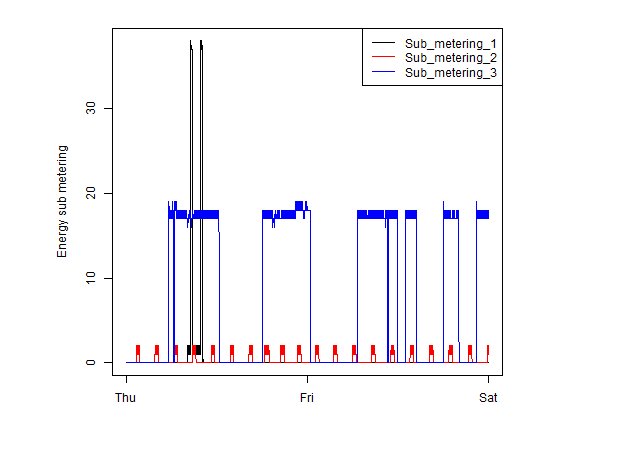 Sub_metering_1
Sub_metering_2
Sub_metering_3
Energy sub metering
30
20
10
0
Thu
Fri
Sat